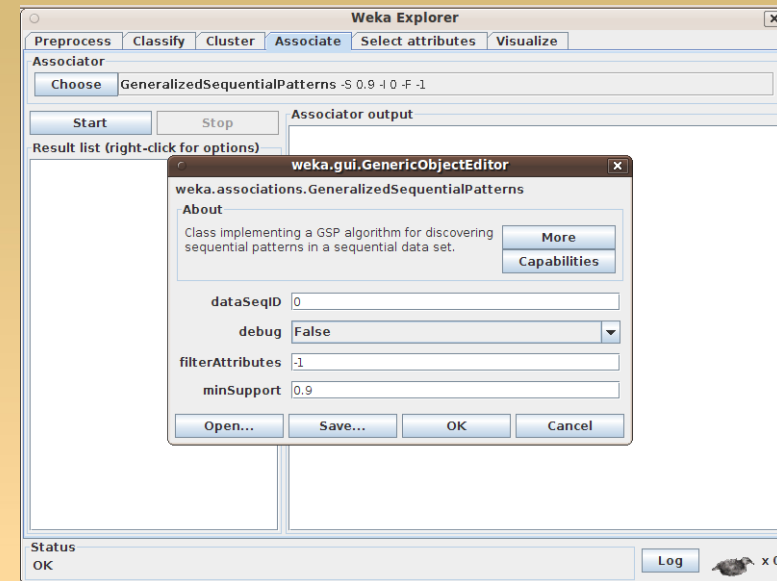 Weka Explorer
Preprocess Classify Cluster Associate Select attributes Visualize
Associator
Choose GeneralizedSequentialPatterns -S 0.9 -I 0 -F -1
Start Stop
Associator output
Result list (right-click for options)
weka.gui.GenericObjectEditor
weka.associations.GeneralizedSequentialPatterns
About
Class implementing a GSP algorithm for discovering
sequential patterns in a sequential data set.
More
Capabilities
dataSeqID 0
debug False
filterAttributes -1
minSupport 0.9
Open... Save... OK Cancel
Status
OK
Log x 0